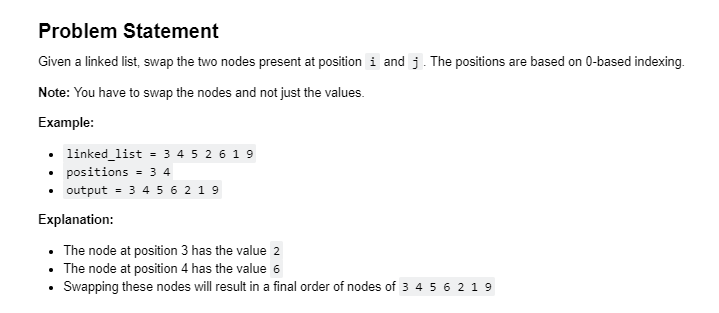 Problem Statement
Given a linked list, swap the two nodes present at position i and j . The positions are based on 0-based indexing.
Note: You have to swap the nodes and not just the values.
Example:
• linked_list = 3 4 5 2 6 1 9
• positions = 3 4
• output = 3 4 5 6 2 1 9
Explanation:
• The node at position 3 has the value 2
• The node at position 4 has the value 6
• Swapping these nodes will result in a final order of nodes of 3 4 5 6 2 1 9